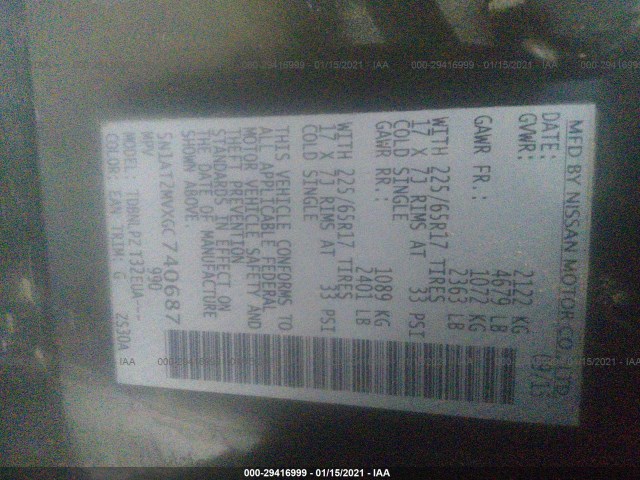 MFD BY NISSAN MOTOR CO., LTD.
DATE: 09/15
GVWR: 2122 KG
4679 LB
GAWR FR.: 1072 KG
2363 LB
WITH 225/65R17 TIRES
17 X 7J RIMS AT 33 PSI
COLD SINGLE
GAWR RR.: 1089 KG
2401 LB
WITH 225/65R17 TIRES
17 X 7J RIMS AT 33 PSI
COLD SINGLE
THIS VEHICLE CONFORMS TO
ALL APPLICABLE FEDERAL
MOTOR VEHICLE SAFETY AND
THEFT PREVENTION
STANDARDS IN EFFECT ON
THE DATE OF MANUFACTURE
SHOWN ABOVE.
5N1AT2MVXGC740687
MPV 990
MODEL:
COLOR: EAN TRIM: G 2530A
000-29416999 - 01/15/2021 - IAA